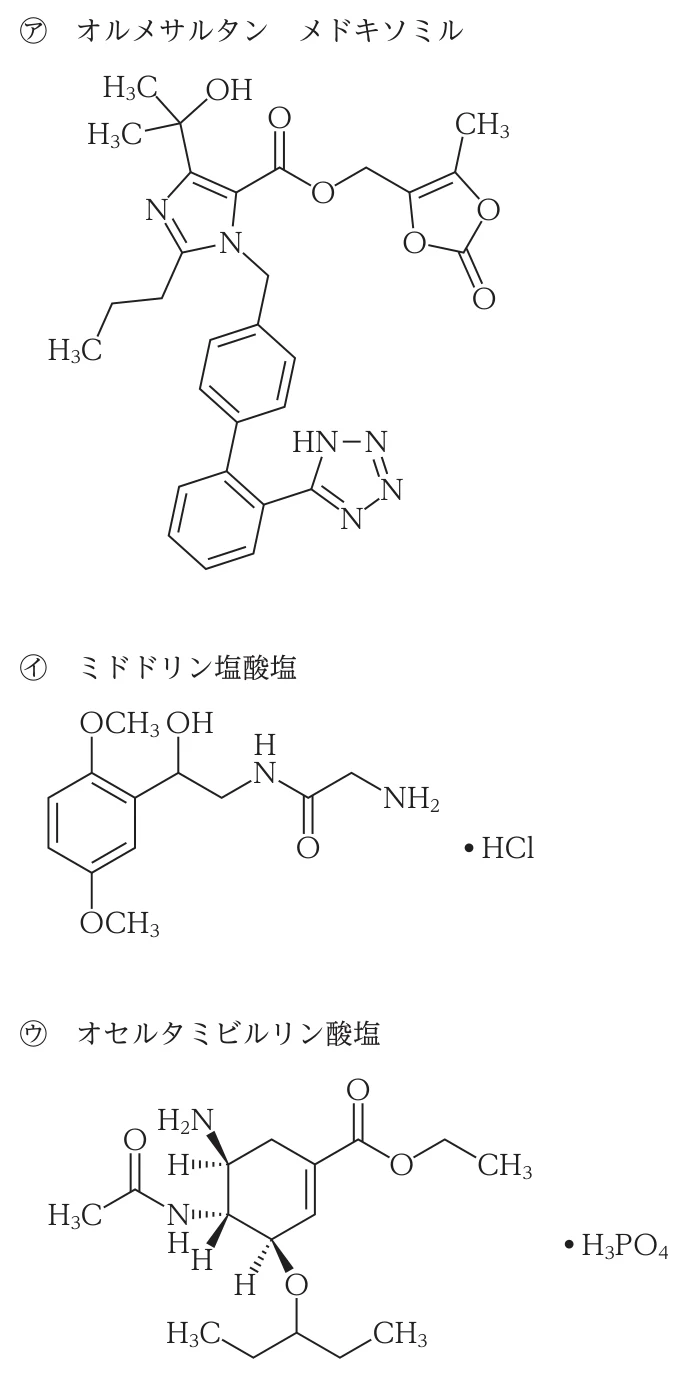 ㋐ オルメサルタン メドキソミル
H₃C OH
H₃C O CH₃
O
N O
N O
O
H₃C
HN N
N
N
㋑ ミドドリン塩酸塩
OCH₃ OH
H
N
NH₂
O • HCl
OCH₃
㋒ オセルタミビルリン酸塩
O
H₂N
O H O CH₃
H₃C N
H H • H₃PO₄
H O
H₃C CH₃